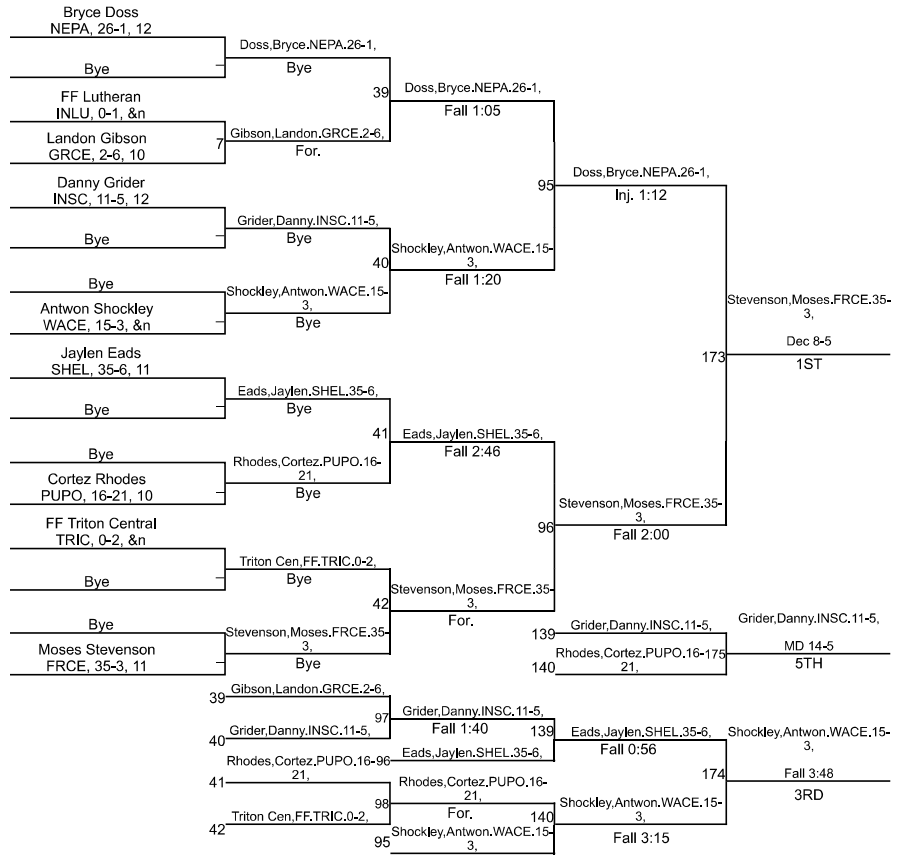 Bryce Doss
NEPA, 26-1, 12
Doss,Bryce.NEPA.26-1,
Bye
Bye
39
Doss,Bryce.NEPA.26-1,
Fall 1:05
FF Lutheran
INLU, 0-1, &n
7
Gibson,Landon.GRCE.2-6,
For.
Landon Gibson
GRCE, 2-6, 10
95
Doss,Bryce.NEPA.26-1,
Inj. 1:12
Danny Grider
INSC, 11-5, 12
Grider,Danny.INSC.11-5,
Bye
Bye
40
Shockley,Antwon.WACE.15-
3,
Fall 1:20
Bye
Shockley,Antwon.WACE.15-
3,
Bye
Antwon Shockley
WACE, 15-3, &n
Stevenson,Moses.FRCE.35-
3,
173
Dec 8-5
1ST
Jaylen Eads
SHEL, 35-6, 11
Eads,Jaylen.SHEL.35-6,
Bye
Bye
41
Eads,Jaylen.SHEL.35-6,
Fall 2:46
Bye
Rhodes,Cortez.PUPO.16-
21,
Bye
Cortez Rhodes
PUPO, 16-21, 10
96
Stevenson,Moses.FRCE.35-
3,
Fall 2:00
FF Triton Central
TRIC, 0-2, &n
Triton Cen,FF.TRIC.0-2,
Bye
Bye
42
Stevenson,Moses.FRCE.35-
3,
For.
Bye
Stevenson,Moses.FRCE.35-
3,
Bye
Moses Stevenson
FRCE, 35-3, 11
139
Grider,Danny.INSC.11-5,
140
Rhodes,Cortez.PUPO.16-
21,
175
Grider,Danny.INSC.11-5,
MD 14-5
5TH
39
Gibson,Landon.GRCE.2-6,
40
Grider,Danny.INSC.11-5,
97
Grider,Danny.INSC.11-5,
Fall 1:40
96
Eads,Jaylen.SHEL.35-6,
139
Eads,Jaylen.SHEL.35-6,
Fall 0:56
41
Rhodes,Cortez.PUPO.16-
21,
42
Triton Cen,FF.TRIC.0-2,
98
Rhodes,Cortez.PUPO.16-
21,
For.
95
Shockley,Antwon.WACE.15-
3,
140
Shockley,Antwon.WACE.15-
3,
Fall 3:15
174
Shockley,Antwon.WACE.15-
3,
Fall 3:48
3RD